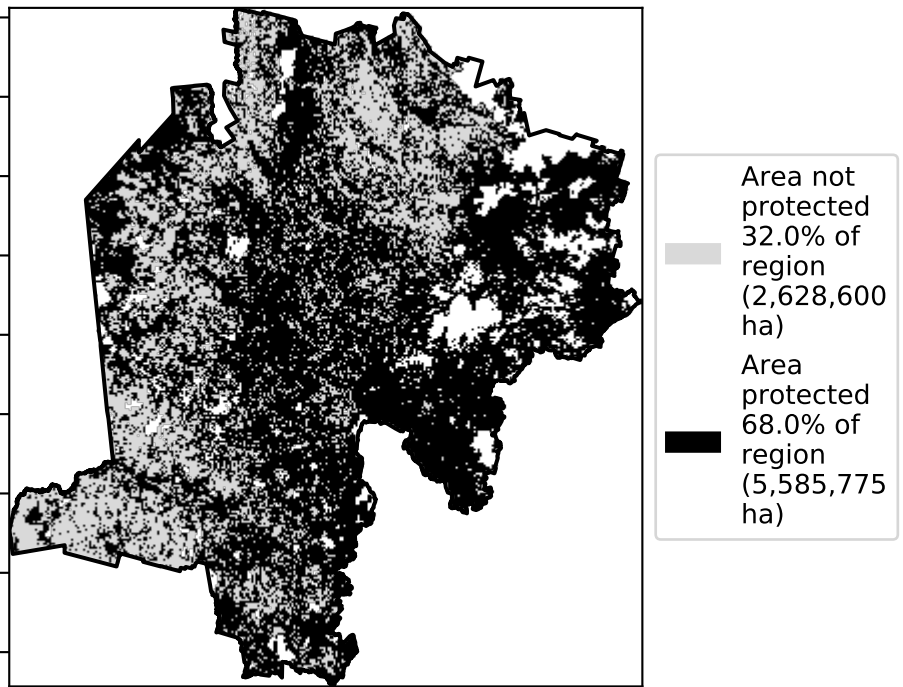 Area not
protected
32.0% of
region
(2,628,600
ha)
Area
protected
68.0% of
region
(5,585,775
ha)